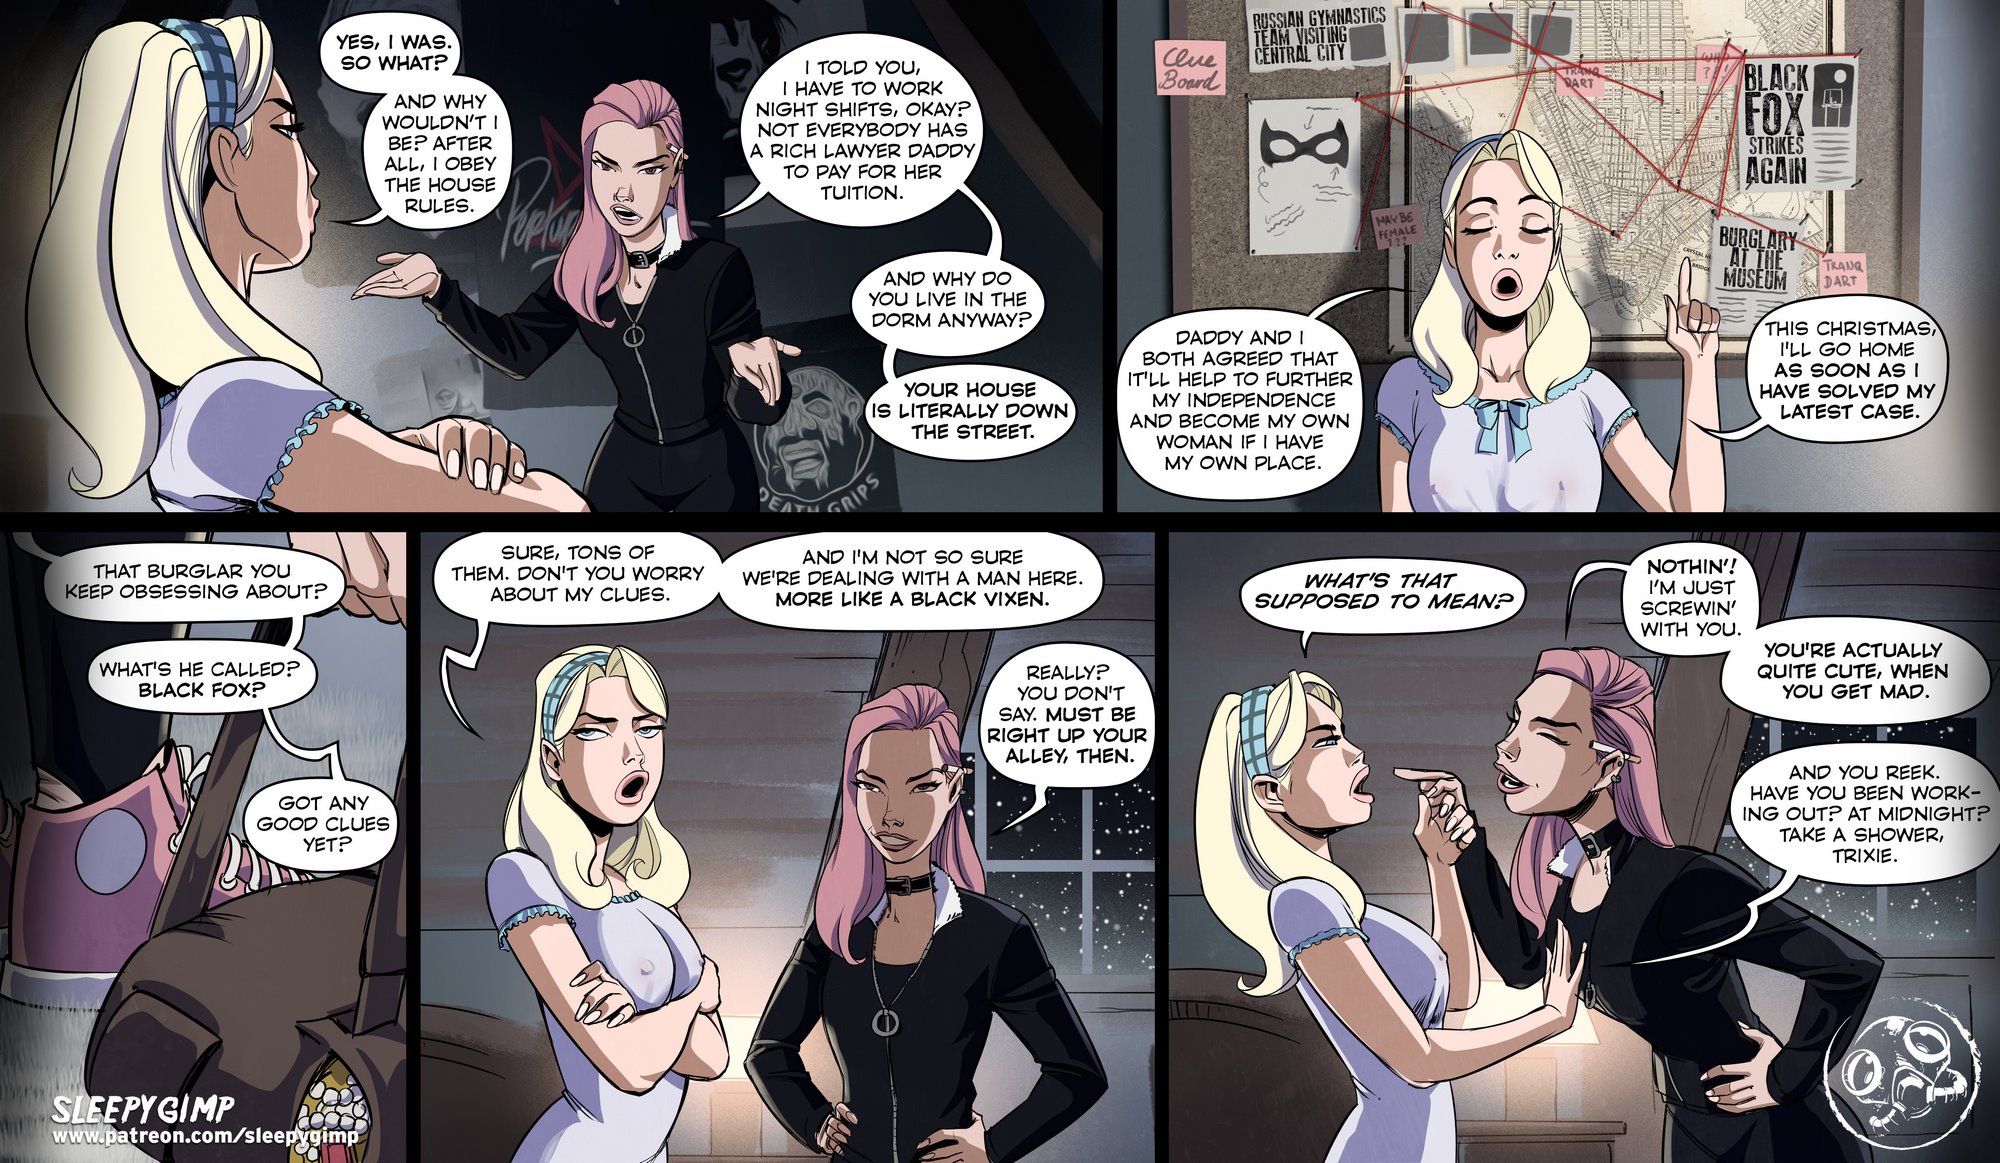 YES, I WAS.
SO WHAT?
AND WHY
WOULDN'T I
BE? AFTER
ALL, I OBEY
THE HOUSE
RULES.
I TOLD YOU,
I HAVE TO WORK
NIGHT SHIFTS, OKAY?
NOT EVERYBODY HAS
A RICH LAWYER DADDY
TO PAY FOR HER
TUITION.
AND WHY DO
YOU LIVE IN THE
DORM ANYWAY?
YOUR HOUSE
IS LITERALLY DOWN
THE STREET.
DEATH GRIPS
Clue
Board
RUSSIAN GYMNASTICS
TEAM VISITING
CENTRAL CITY
TRANQ
DART
WHO
??!
BLACK
FOX
STRIKES
AGAIN
MAYBE
FEMALE
???
BURGLARY
AT THE
MUSEUM
TRANQ
DART
DADDY AND I
BOTH AGREED THAT
IT'LL HELP TO FURTHER
MY INDEPENDENCE
AND BECOME MY OWN
WOMAN IF I HAVE
MY OWN PLACE.
THIS CHRISTMAS,
I'LL GO HOME
AS SOON AS I
HAVE SOLVED MY
LATEST CASE.
THAT BURGLAR YOU
KEEP OBSESSING ABOUT?
WHAT'S HE CALLED?
BLACK FOX?
GOT ANY
GOOD CLUES
YET?
SLEEPYGIMP
www.patreon.com/sleepygimp
SURE, TONS OF
THEM. DON'T YOU WORRY
ABOUT MY CLUES.
AND I'M NOT SO SURE
WE'RE DEALING WITH A MAN HERE.
MORE LIKE A BLACK VIXEN.
REALLY?
YOU DON'T
SAY. MUST BE
RIGHT UP YOUR
ALLEY, THEN.
WHAT'S THAT
SUPPOSED TO MEAN?
NOTHIN'!
I'M JUST
SCREWIN'
WITH YOU.
YOU'RE ACTUALLY
QUITE CUTE, WHEN
YOU GET MAD.
AND YOU REEK.
HAVE YOU BEEN WORK-
ING OUT? AT MIDNIGHT?
TAKE A SHOWER,
TRIXIE.